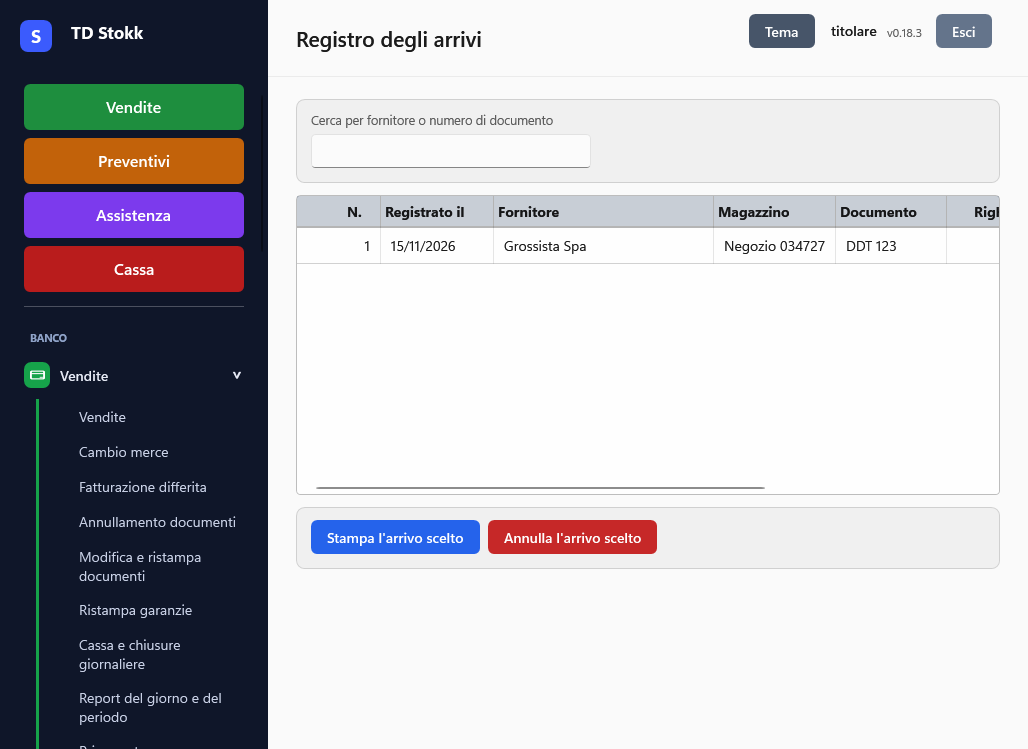 S TD Stokk
Vendite
Preventivi
Assistenza
Cassa
BANCO
Vendite
Vendite
Cambio merce
Fatturazione differita
Annullamento documenti
Modifica e ristampa
documenti
Ristampa garanzie
Cassa e chiusure
giornaliere
Report del giorno e del
periodo
Registro degli arrivi
Tema titolare v0.18.3 Esci
Cerca per fornitore o numero di documento
N. Registrato il Fornitore Magazzino Documento
1 15/11/2026 Grossista Spa Negozio 034727 DDT 123
Stampa l'arrivo scelto Annulla l'arrivo scelto